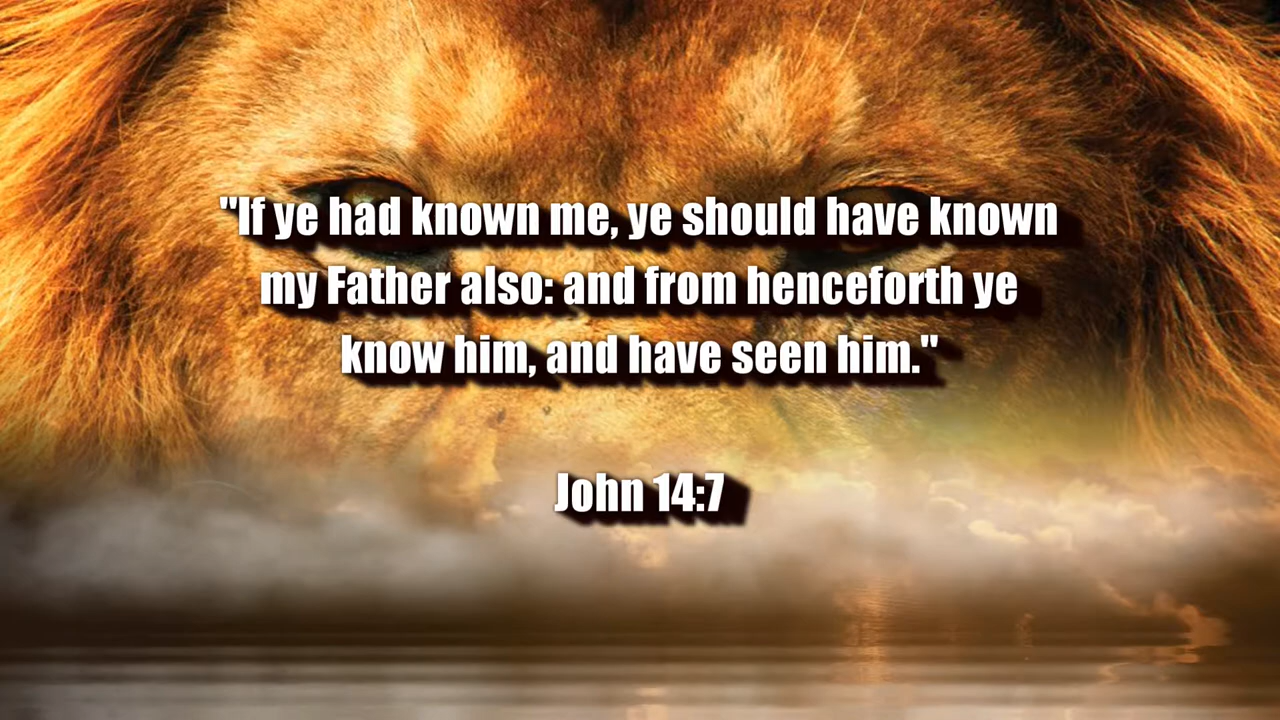 "If ye had known me, ye should have known
my Father also: and from henceforth ye
know him, and have seen him."
John 14:7